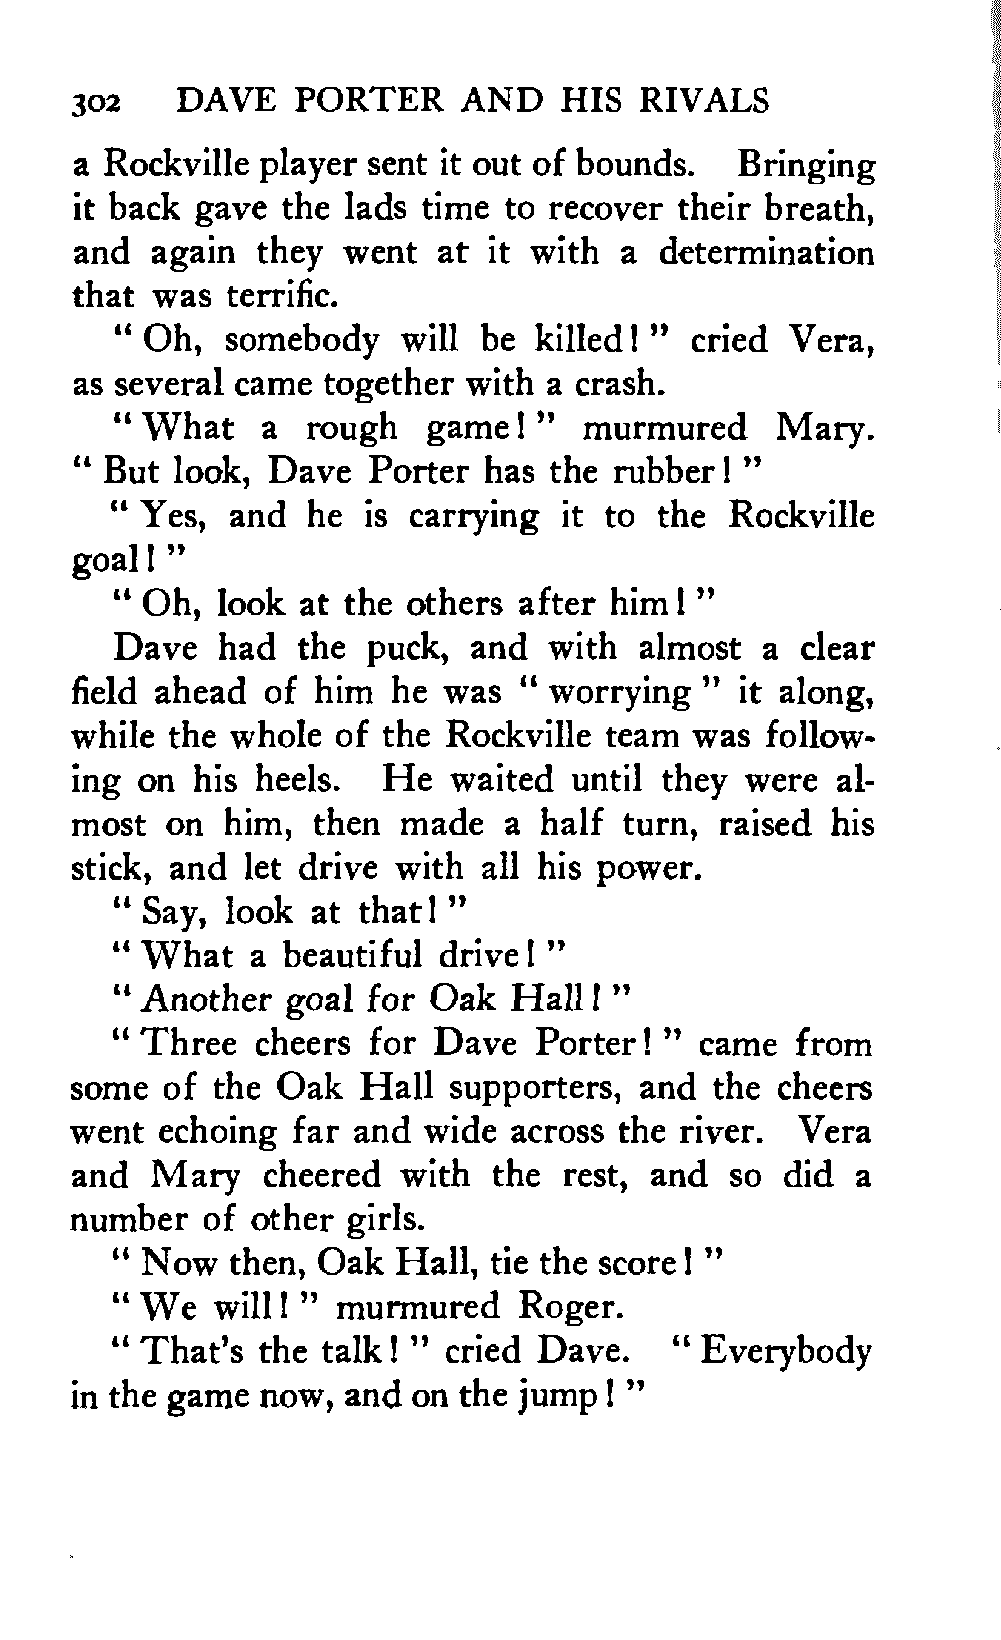 302 DAVE PORTER AND HIS RIVALS
a Rockville player sent it out of bounds. Bringing
it back gave the lads time to recover their breath,
and again they went at it with a determination
that was terrific.
" Oh, somebody will be killed! " cried Vera,
as several came together with a crash.
" What a rough game! " murmured Mary.
" But look, Dave Porter has the rubber! "
" Yes, and he is carrying it to the Rockville
goal! "
" Oh, look at the others after him! "
Dave had the puck, and with almost a clear
field ahead of him he was " worrying " it along,
while the whole of the Rockville team was follow-
ing on his heels. He waited until they were al-
most on him, then made a half turn, raised his
stick, and let drive with all his power.
" Say, look at that! "
" What a beautiful drive! "
" Another goal for Oak Hall! "
" Three cheers for Dave Porter! " came from
some of the Oak Hall supporters, and the cheers
went echoing far and wide across the river. Vera
and Mary cheered with the rest, and so did a
number of other girls.
" Now then, Oak Hall, tie the score! "
" We will! " murmured Roger.
" That's the talk! " cried Dave. " Everybody
in the game now, and on the jump! "